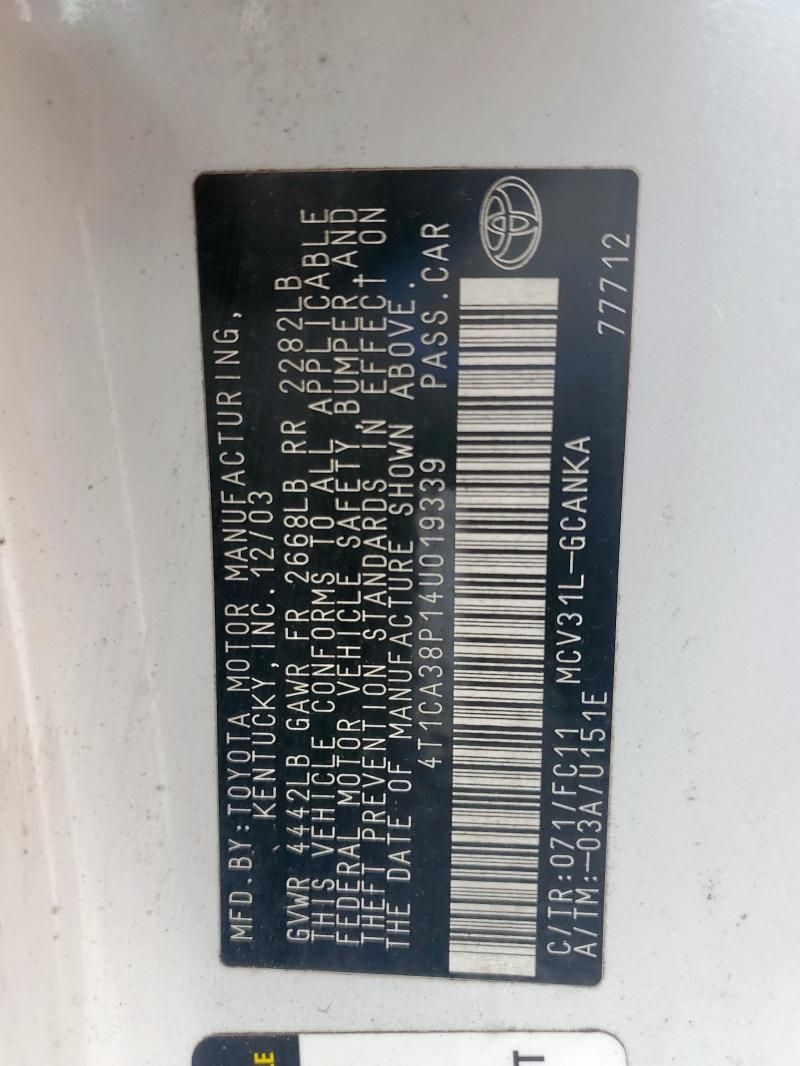 MFD.BY:TOYOTA MOTOR MANUFACTURING,
KENTUCKY,INC. 12/03
GVWR 4442LB GAWR FR 2668LB RR 2282LB
THIS VEHICLE CONFORMS TO ALL APPLICABLE
FEDERAL MOTOR VEHICLE SAFETY, BUMPER, AND
THEFT PREVENTION STANDARDS IN EFFECT ON
THE DATE OF MANUFACTURE SHOWN ABOVE.
4T1CA38P14U019339 PASS.CAR
C/TR:071/FC11 MCV31L-GCANKA
A/TM:-03A/U151E 77712